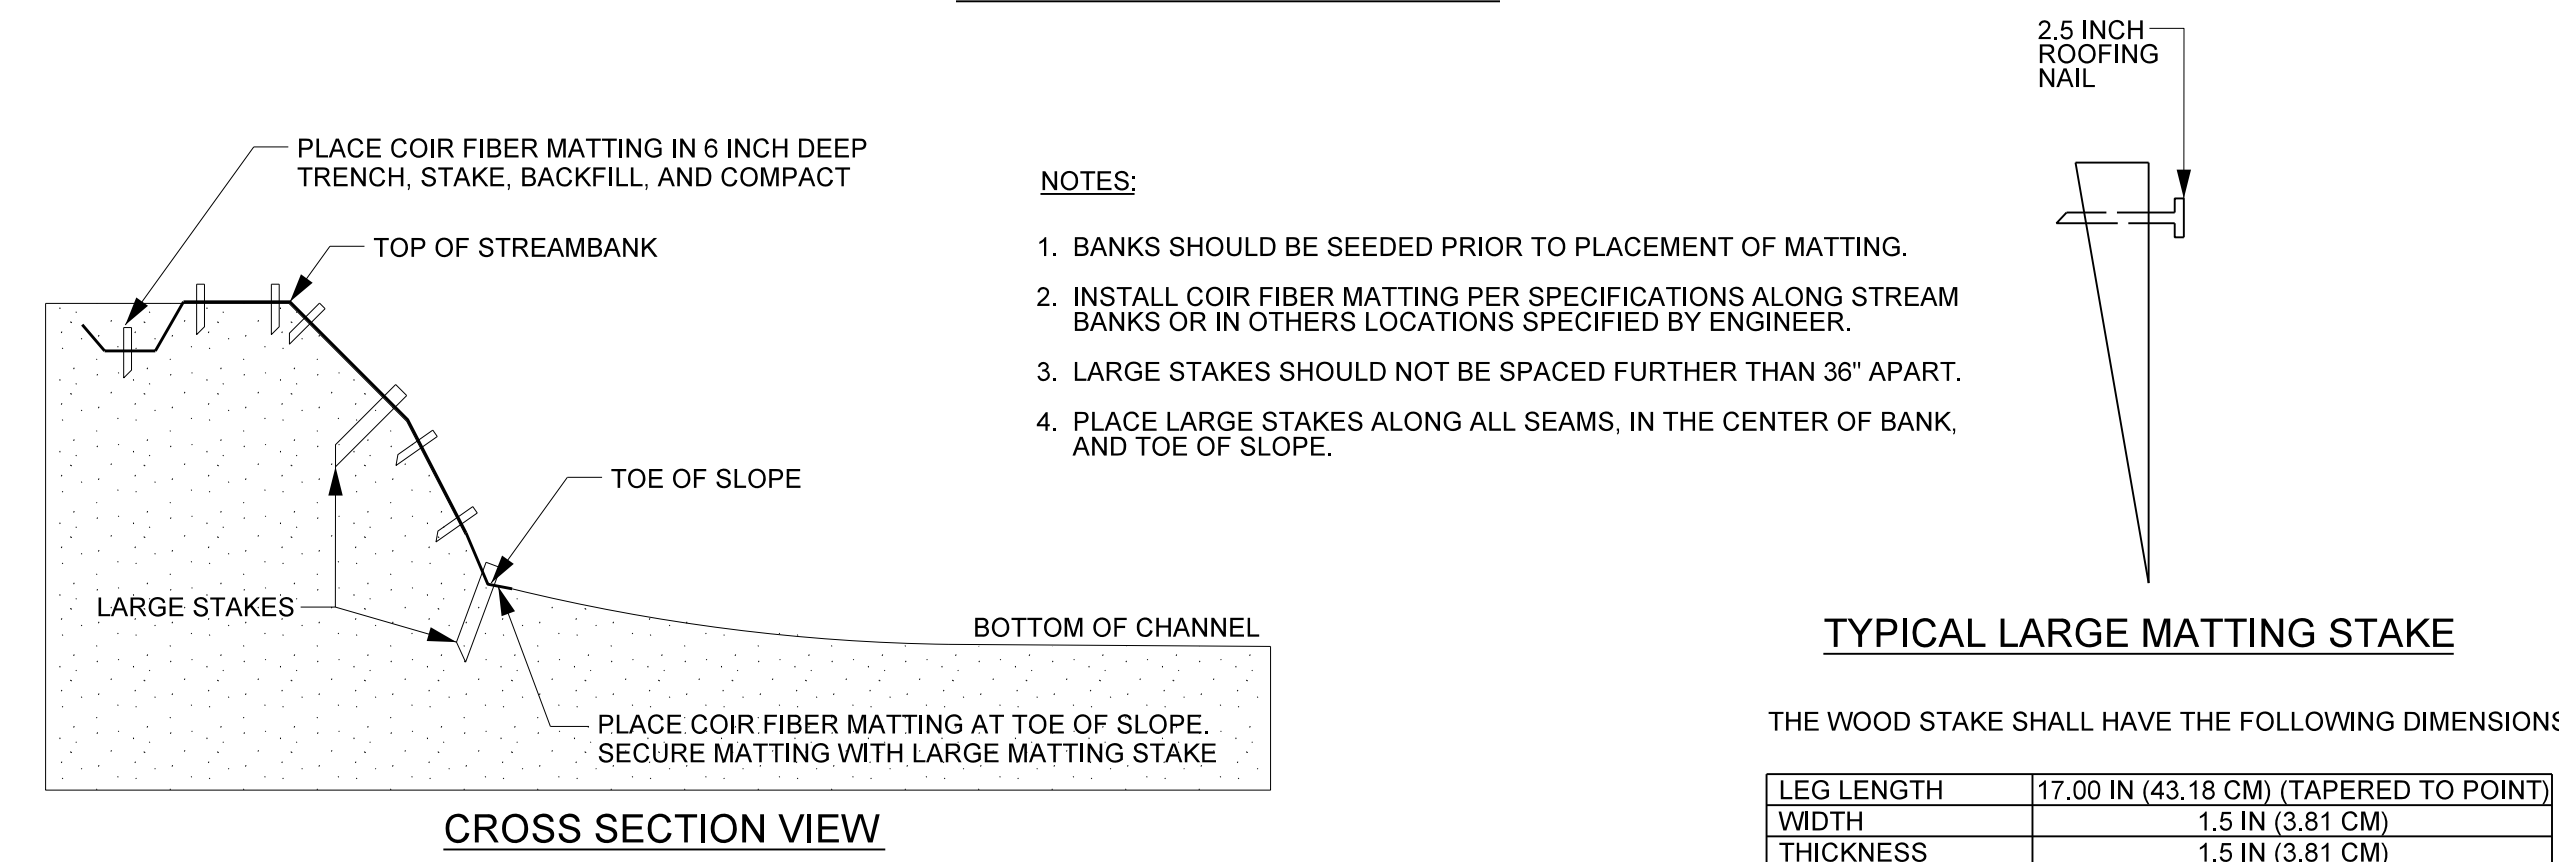 PLACE COIR FIBER MATTING IN 6 INCH DEEP
TRENCH, STAKE, BACKFILL, AND COMPACT
TOP OF STREAMBANK
TOE OF SLOPE
LARGE STAKES
BOTTOM OF CHANNEL
PLACE COIR FIBER MATTING AT TOE OF SLOPE.
SECURE MATTING WITH LARGE MATTING STAKE
CROSS SECTION VIEW
NOTES:
1. BANKS SHOULD BE SEEDED PRIOR TO PLACEMENT OF MATTING.
2. INSTALL COIR FIBER MATTING PER SPECIFICATIONS ALONG STREAM
BANKS OR IN OTHERS LOCATIONS SPECIFIED BY ENGINEER.
3. LARGE STAKES SHOULD NOT BE SPACED FURTHER THAN 36" APART.
4. PLACE LARGE STAKES ALONG ALL SEAMS, IN THE CENTER OF BANK,
AND TOE OF SLOPE.
2.5 INCH
ROOFING
NAIL
TYPICAL LARGE MATTING STAKE
THE WOOD STAKE SHALL HAVE THE FOLLOWING DIMENSIONS
LEG LENGTH 17.00 IN (43.18 CM) (TAPERED TO POINT)
WIDTH 1.5 IN (3.81 CM)
THICKNESS 1.5 IN (3.81 CM)